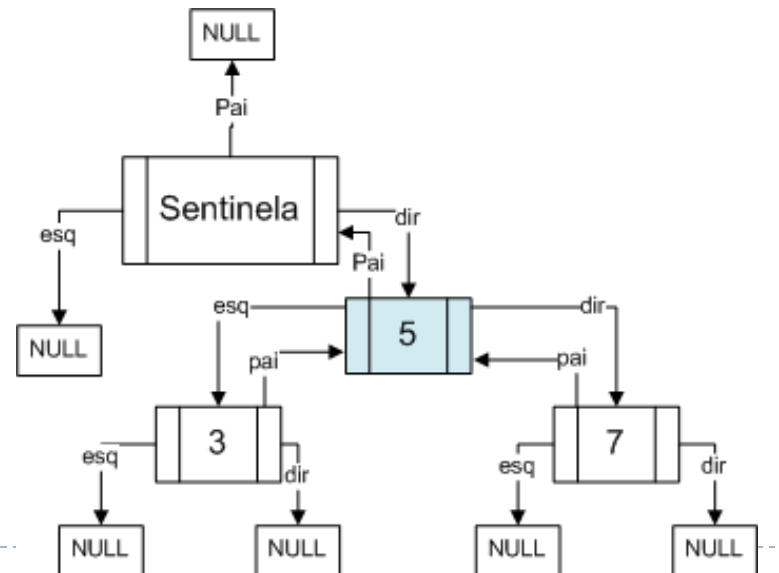 NULL
Pai
Sentinela
esq
dir
Pai
NULL
esq
5
dir
pai
pai
3
7
esq
dir
esq
dir
NULL
NULL
NULL
NULL